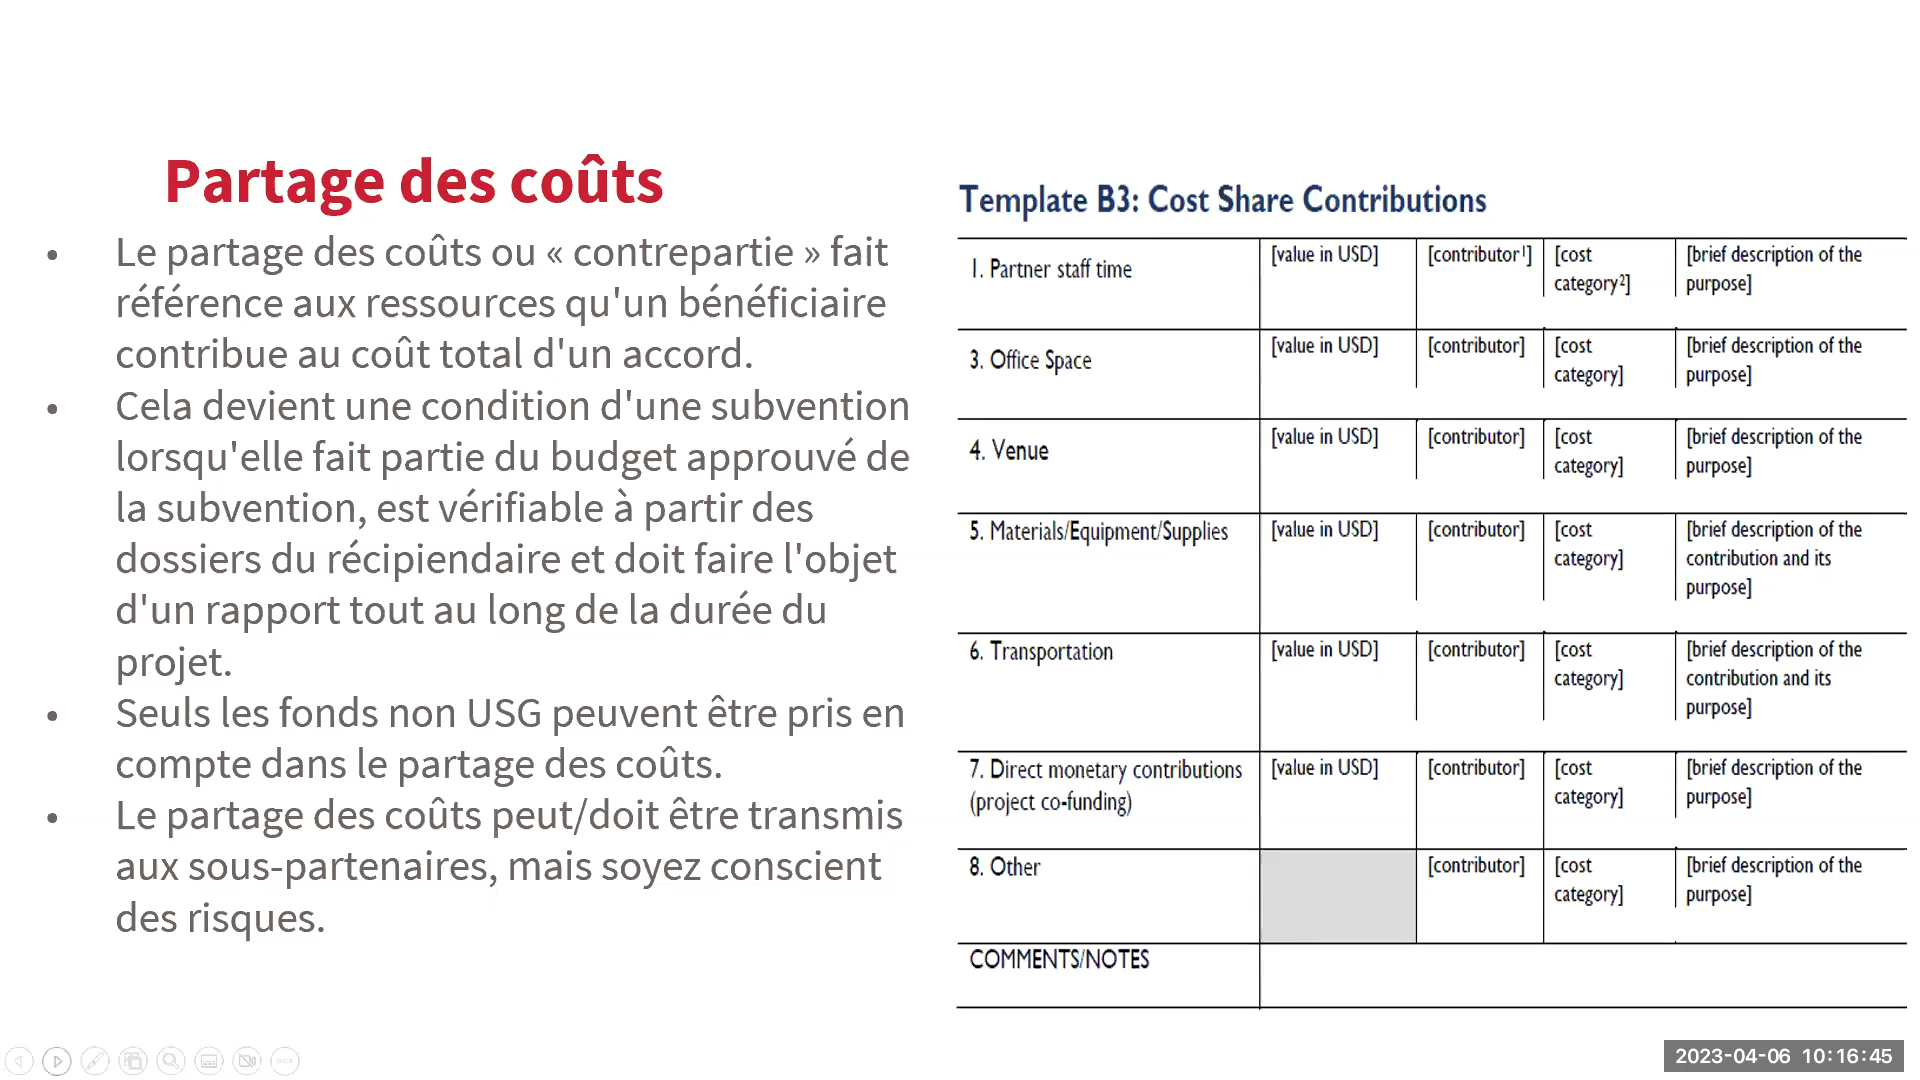 Partage des coûts
• Le partage des coûts ou « contrepartie » fait
référence aux ressources qu'un bénéficiaire
contribue au coût total d'un accord.
• Cela devient une condition d'une subvention
lorsqu'elle fait partie du budget approuvé de
la subvention, est vérifiable à partir des
dossiers du récipiendaire et doit faire l'objet
d'un rapport tout au long de la durée du
projet.
• Seuls les fonds non USG peuvent être pris en
compte dans le partage des coûts.
• Le partage des coûts peut/doit être transmis
aux sous-partenaires, mais soyez conscient
des risques.
Template B3: Cost Share Contributions
1. Partner staff time
[value in USD]
[contributor¹]
[cost
category²]
[brief description of the
purpose]
3. Office Space
[value in USD]
[contributor]
[cost
category]
[brief description of the
purpose]
4. Venue
[value in USD]
[contributor]
[cost
category]
[brief description of the
purpose]
5. Materials/Equipment/Supplies
[value in USD]
[contributor]
[cost
category]
[brief description of the
contribution and its
purpose]
6. Transportation
[value in USD]
[contributor]
[cost
category]
[brief description of the
contribution and its
purpose]
7. Direct monetary contributions
(project co-funding)
[value in USD]
[contributor]
[cost
category]
[brief description of the
purpose]
8. Other
[contributor]
[cost
category]
[brief description of the
purpose]
COMMENTS/NOTES
2023-04-06 10:16:45